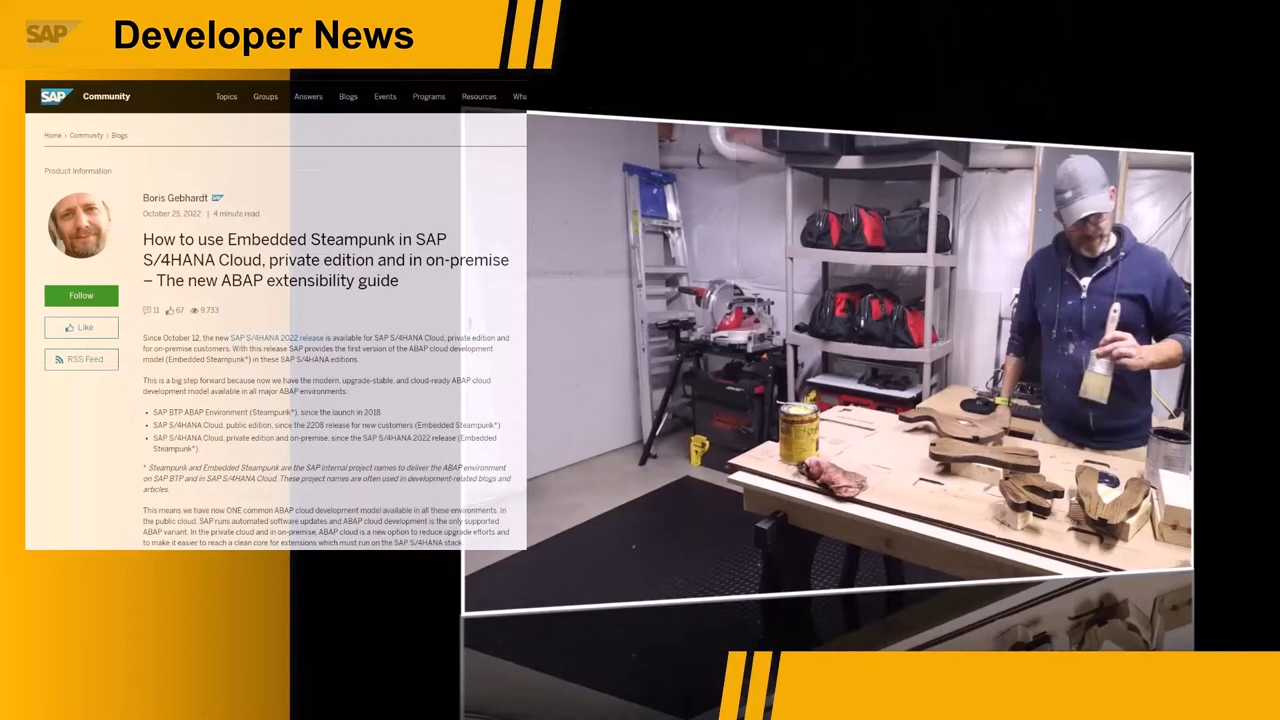 SAP Developer News
SAP Community Topics Groups Answers Blogs Events Programs Resources
Home › Community › Blogs
Product Information
Boris Gebhardt SAP
October 25, 2022 | 4 minute read
How to use Embedded Steampunk in SAP
S/4HANA Cloud, private edition and in on-premise
– The new ABAP extensibility guide
Follow
11 67 9,733
Like
RSS Feed
Since October 12, the new SAP S/4HANA 2022 release is available for SAP S/4HANA Cloud, private edition and
for on-premise customers. With this release SAP provides the first version of the ABAP cloud development
model (Embedded Steampunk*) in these SAP S/4HANA editions.
This is a big step forward because now we have the modern, upgrade-stable, and cloud-ready ABAP cloud
development model available in all major ABAP environments:
• SAP BTP ABAP Environment (Steampunk*), since the launch in 2018
• SAP S/4HANA Cloud, public edition, since the 2208 release for new customers (Embedded Steampunk*)
• SAP S/4HANA Cloud, private edition and on-premise, since the SAP S/4HANA 2022 release (Embedded
Steampunk*)
* Steampunk and Embedded Steampunk are the SAP internal project names to deliver the ABAP environment
on SAP BTP and in SAP S/4HANA Cloud. These project names are often used in development-related blogs and
articles.
This means we have now ONE common ABAP cloud development model available in all these environments. In
the public cloud, SAP runs automated software updates and ABAP cloud development is the only supported
ABAP variant. In the private cloud and in on-premise, ABAP cloud is a new option to reduce upgrade efforts and
to make it easier to reach a clean core for extensions which must run on the SAP S/4HANA stack.